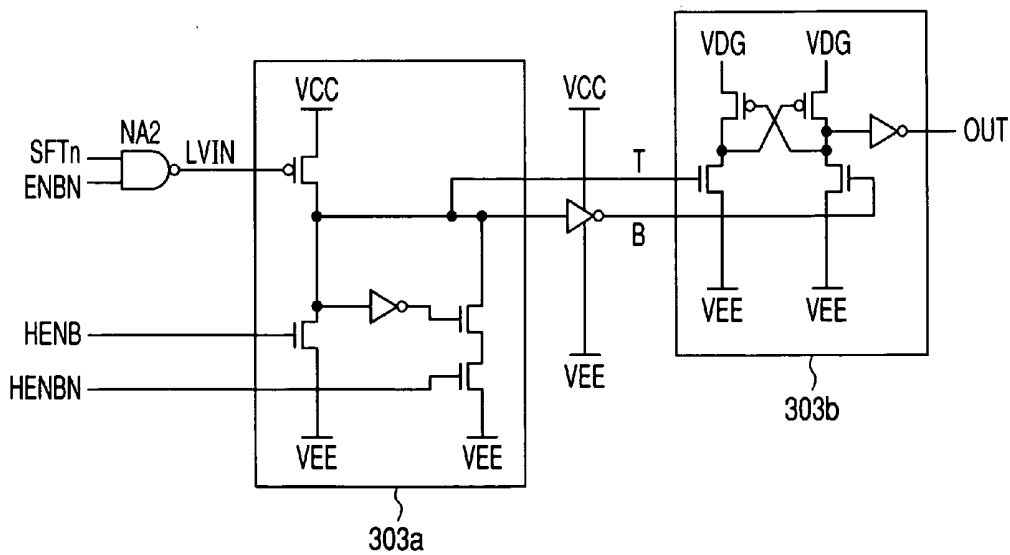 VDG VDG
VCC VCC
NA2
SFTn LVIN
ENBN
OUT
T
B
VEE VEE
HENB
HENBN
VEE
VEE VEE
303b
303a